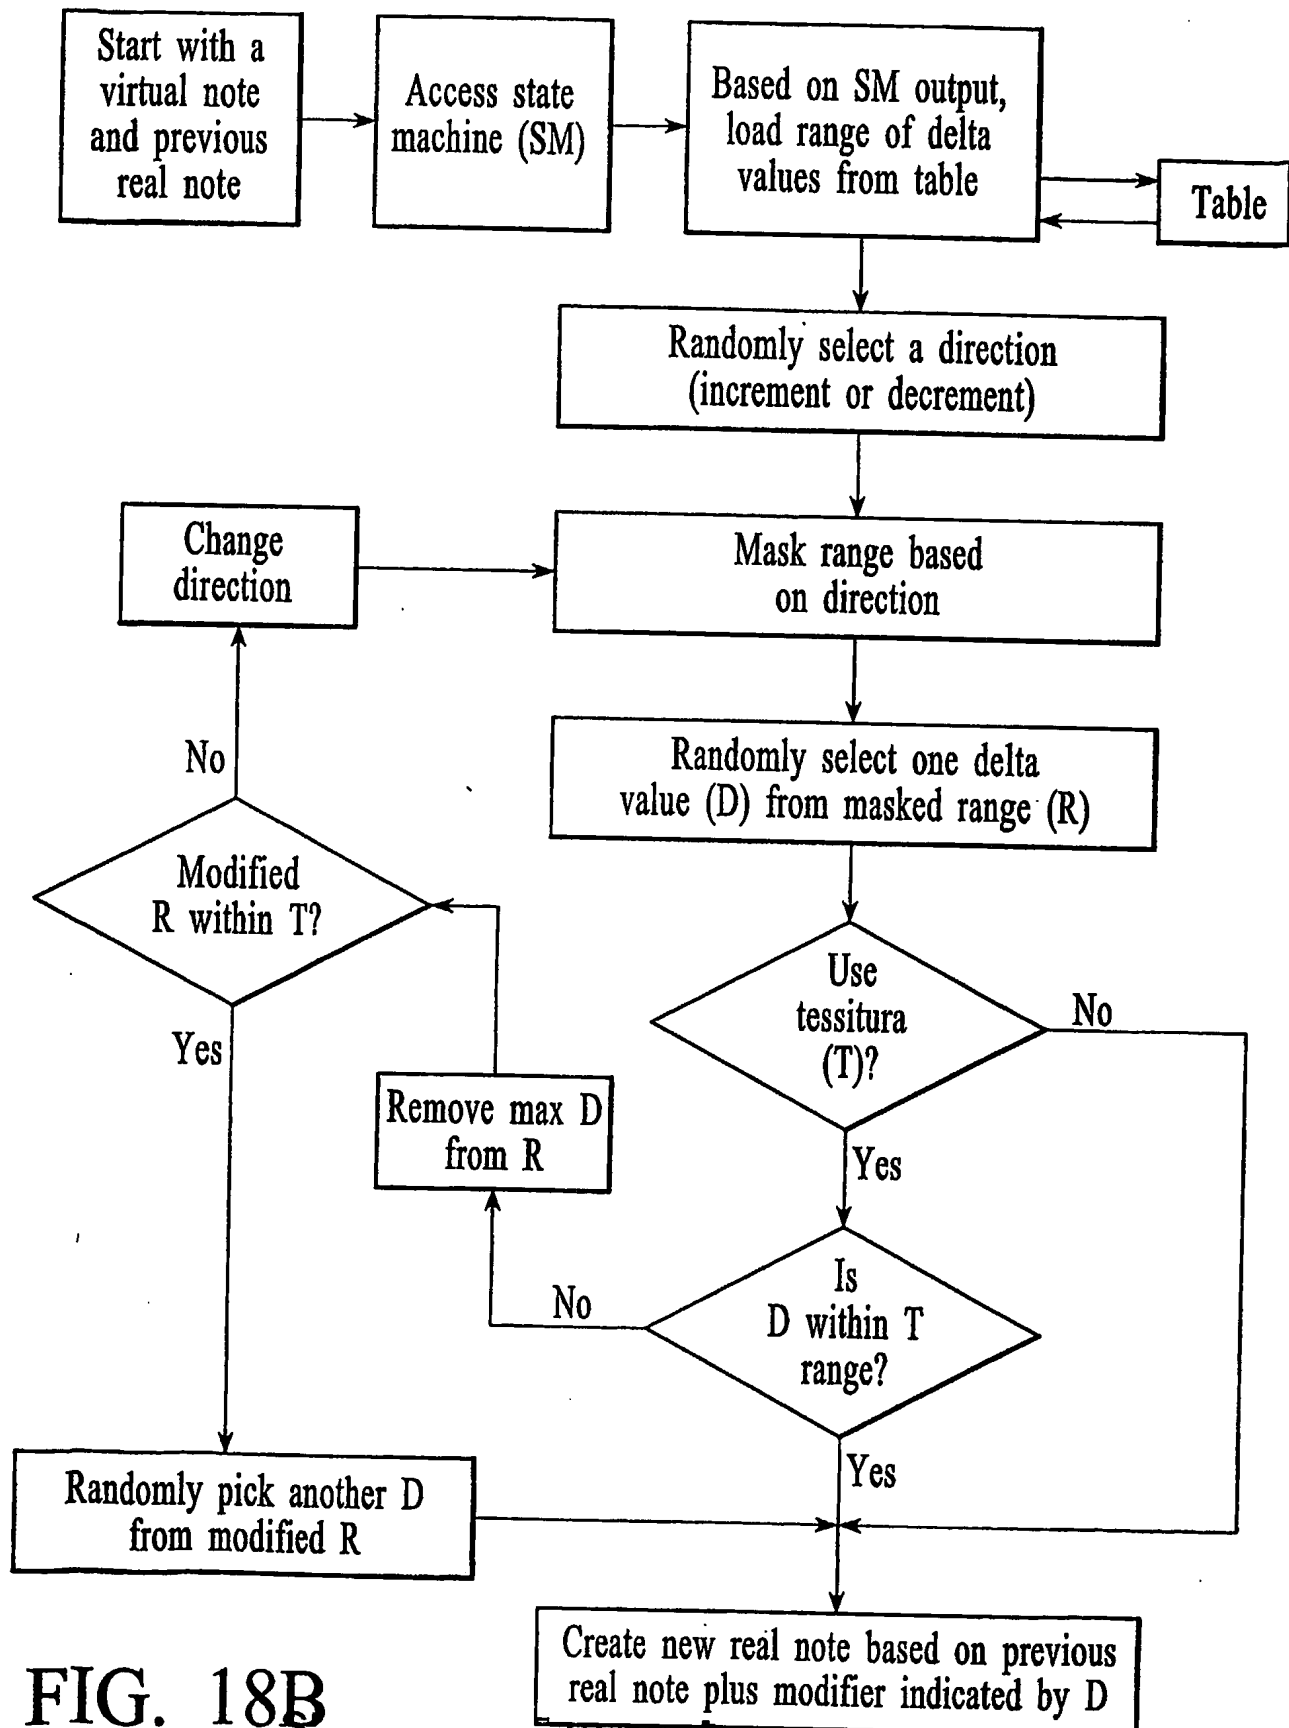 Start with a
virtual note
and previous
real note
Access state
machine (SM)
Based on SM output,
load range of delta
values from table
Table
Randomly select a direction
(increment or decrement)
Change
direction
Mask range based
on direction
No
Randomly select one delta
value (D) from masked range (R)
Modified
R within T?
Use
tessitura
(T)?
No
Yes
Remove max D
from R
Yes
Is
D within T
range?
No
Yes
Randomly pick another D
from modified R
Create new real note based on previous
real note plus modifier indicated by D
FIG. 18B